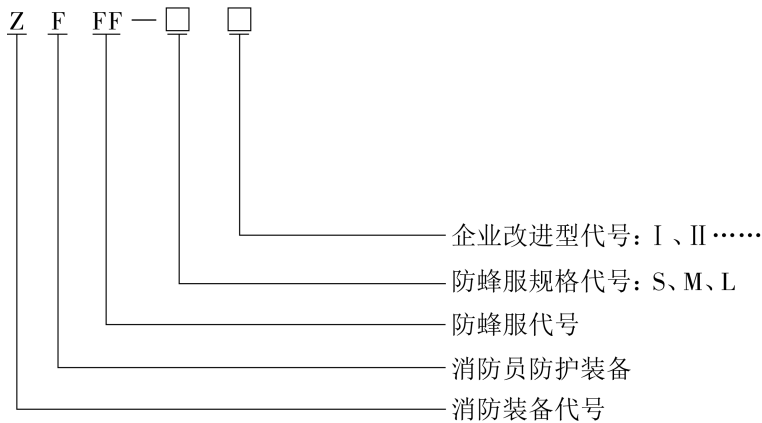 Z F FF—□ □
企业改进型代号：Ⅰ、Ⅱ……
防蜂服规格代号：S、M、L
防蜂服代号
消防员防护装备
消防装备代号